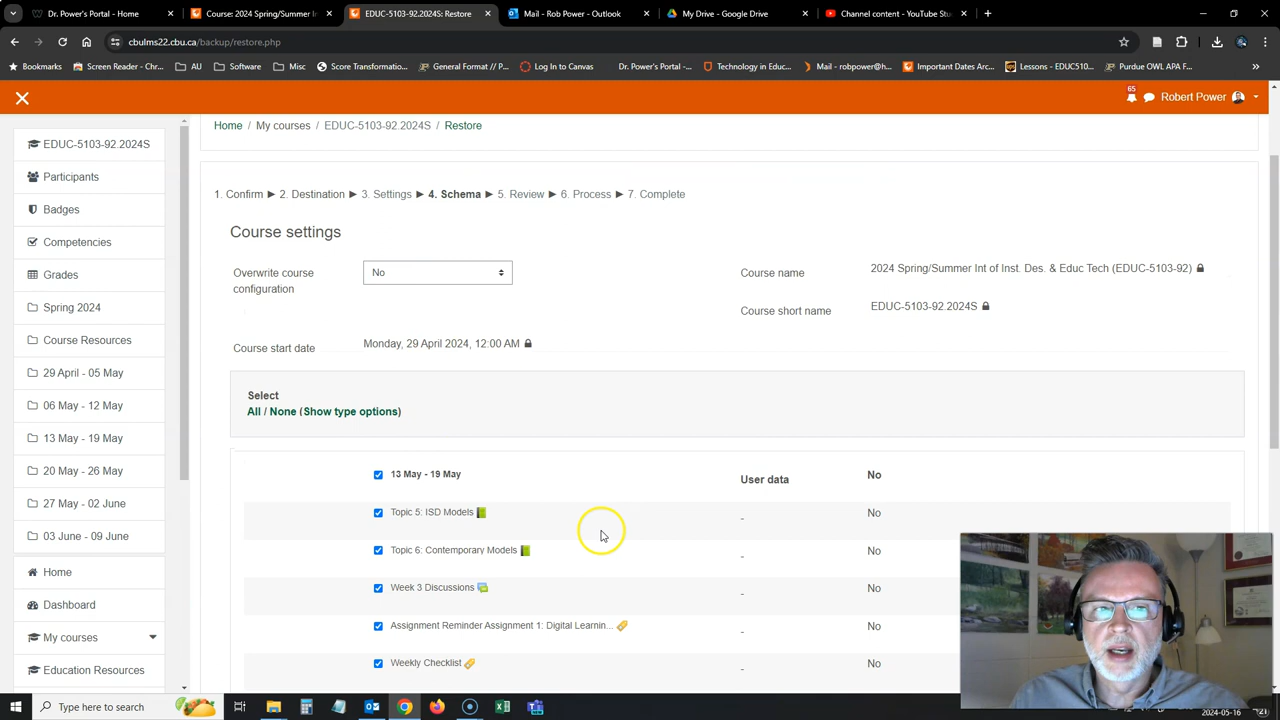 Dr. Power's Portal - Home
Course: 2024 Spring/Summer In
EDUC-5103-92.2024S: Restore
Mail - Rob Power - Outlook
My Drive - Google Drive
Channel content - YouTube Stu
cbulms22.cbu.ca/backup/restore.php
Bookmarks
Screen Reader - Chr...
AU
Software
Misc
Score Transformatio...
General Format // P...
Log In to Canvas
Dr. Power's Portal -...
Technology in Educ...
Mail - robpower@h...
Important Dates Arc...
Lessons - EDUC510...
Purdue OWL APA F...
65
Robert Power
EDUC-5103-92.2024S
Participants
Badges
Competencies
Grades
Spring 2024
Course Resources
29 April - 05 May
06 May - 12 May
13 May - 19 May
20 May - 26 May
27 May - 02 June
03 June - 09 June
Home
Dashboard
My courses
Education Resources
Home / My courses / EDUC-5103-92.2024S / Restore
1. Confirm ► 2. Destination ► 3. Settings ► 4. Schema ► 5. Review ► 6. Process ► 7. Complete
Course settings
Overwrite course configuration
No
Course name
2024 Spring/Summer Int of Inst. Des. & Educ Tech (EDUC-5103-92)
Course short name
EDUC-5103-92.2024S
Course start date
Monday, 29 April 2024, 12:00 AM
Select
All / None (Show type options)
13 May - 19 May
User data
No
Topic 5: ISD Models
-
No
Topic 6: Contemporary Models
-
No
Week 3 Discussions
-
No
Assignment Reminder Assignment 1: Digital Learnin...
-
No
Weekly Checklist
-
No
Type here to search
2024-05-16